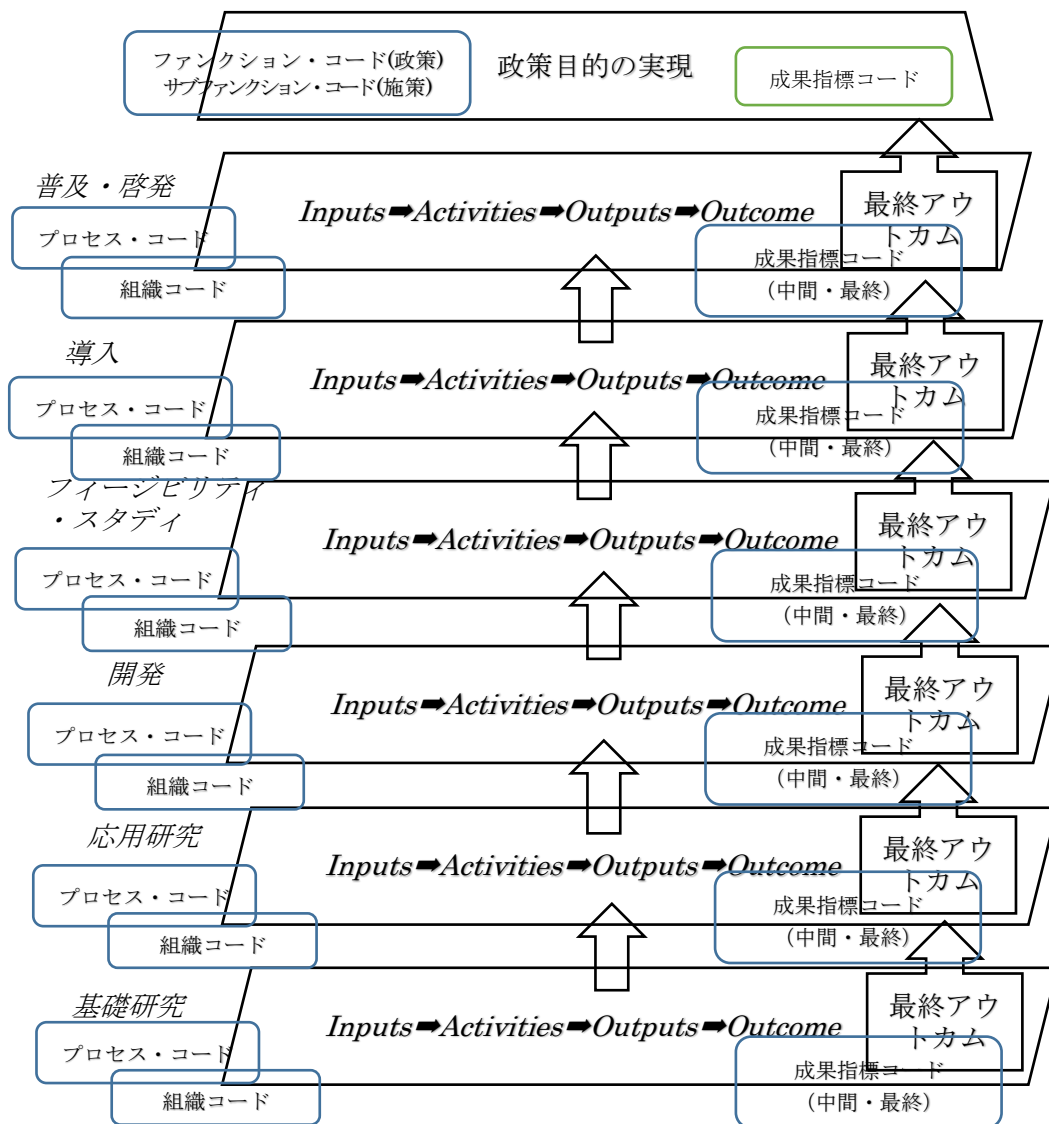 ファンクション・コード(政策)
サブファンクション・コード(施策)
政策目的の実現
成果指標コード
普及・啓発
プロセス・コード
組織コード
Inputs➡Activities➡Outputs➡Outcome
最終アウ
トカム
成果指標コード
（中間・最終）
導入
プロセス・コード
組織コード
Inputs➡Activities➡Outputs➡Outcome
最終アウ
トカム
成果指標コード
（中間・最終）
フィージビリティ
・スタディ
プロセス・コード
組織コード
Inputs➡Activities➡Outputs➡Outcome
最終アウ
トカム
成果指標コード
（中間・最終）
開発
プロセス・コード
組織コード
Inputs➡Activities➡Outputs➡Outcome
最終アウ
トカム
成果指標コード
（中間・最終）
応用研究
プロセス・コード
組織コード
Inputs➡Activities➡Outputs➡Outcome
最終アウ
トカム
成果指標コード
（中間・最終）
基礎研究
プロセス・コード
組織コード
Inputs➡Activities➡Outputs➡Outcome
最終アウ
トカム
成果指標コード
（中間・最終）